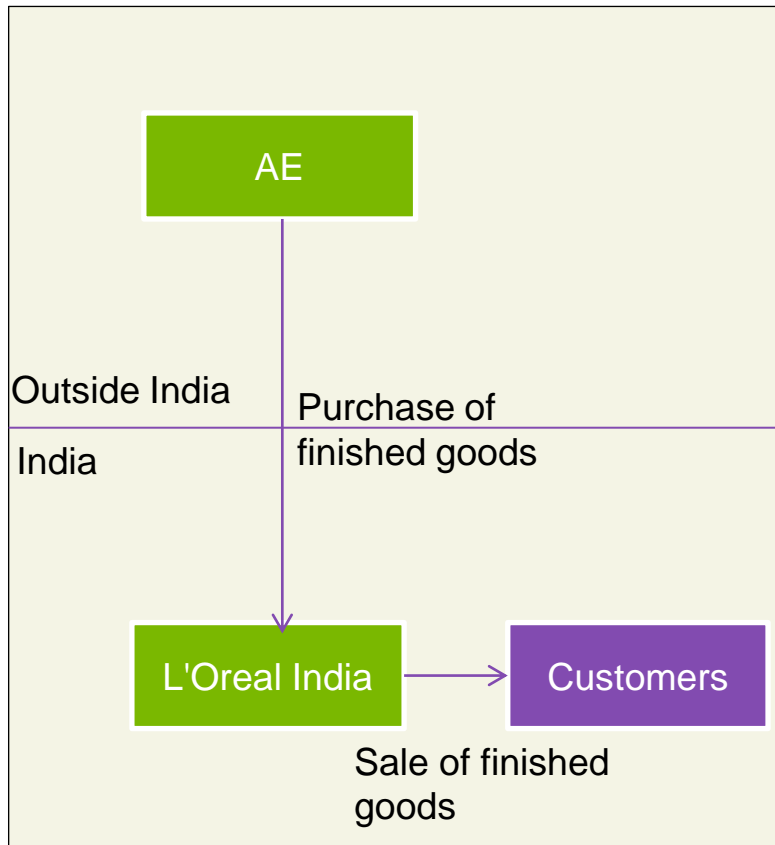 AE
Outside India
Purchase of
finished goods
India
L'Oreal India
Customers
Sale of finished
goods